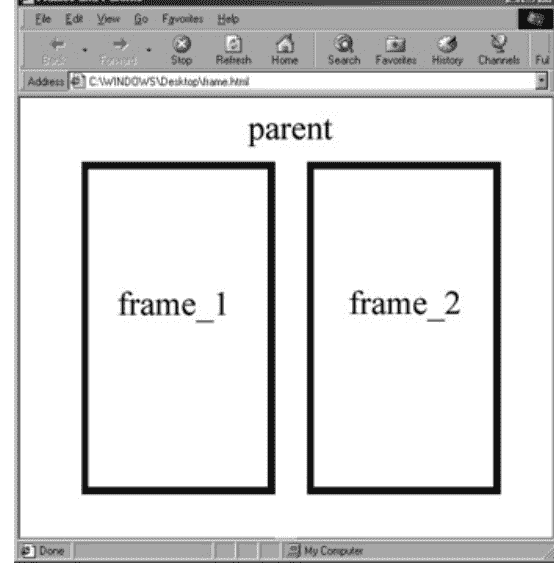 File Edit View Go Favorites Help
Back Forward Stop Refresh Home Search Favorites History Channels Ful
Address C:\WINDOWS\Desktop\frame.html
parent
frame_1 frame_2
Done My Computer